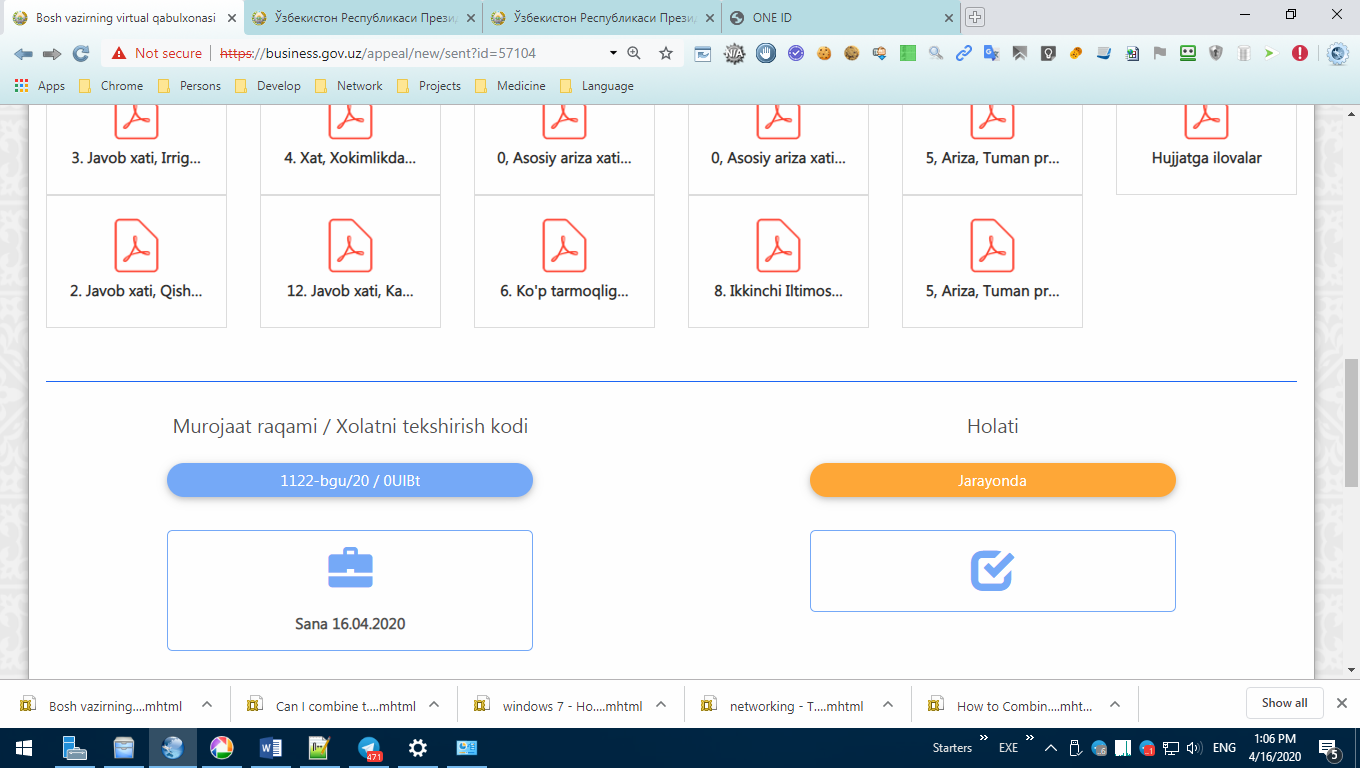 Bosh vazirning virtual qabulxonasi
Ўзбекистон Республикаси Прези
Ўзбекистон Республикаси Прези
ONE ID
Not secure
https://business.gov.uz/appeal/new/sent?id=57104
Apps
Chrome
Persons
Develop
Network
Projects
Medicine
Language
3. Javob xati, Irrig...
4. Xat, Xokimlikda...
0, Asosiy ariza xati...
0, Asosiy ariza xati...
5, Ariza, Tuman pr...
Hujjatga ilovalar
2. Javob xati, Qish...
12. Javob xati, Ka...
6. Ko'p tarmoqlig...
8. Ikkinchi Iltimos...
5, Ariza, Tuman pr...
Murojaat raqami / Xolatni tekshirish kodi
Holati
1122-bgu/20 / 0UIBt
Jarayonda
Sana 16.04.2020
Bosh vazirning....mhtml
Can I combine t....mhtml
windows 7 - Ho....mhtml
networking - T....mhtml
How to Combin....mht...
Show all
471
Starters
EXE
ENG
1:06 PM
4/16/2020
5